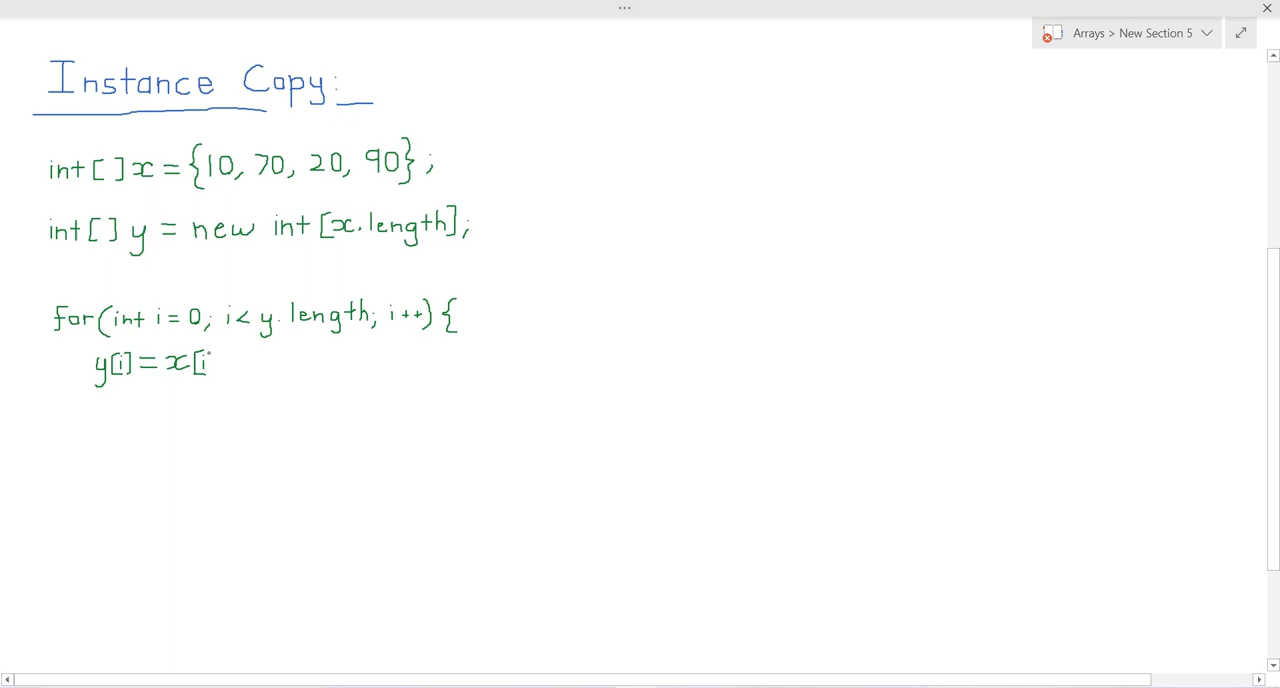 Arrays > New Section 5
Instance Copy:
int[]x={10, 70, 20, 90};
int[] y = new int[x.length];
for(int i=0; i< y.length; i++){
y[i]=x[i